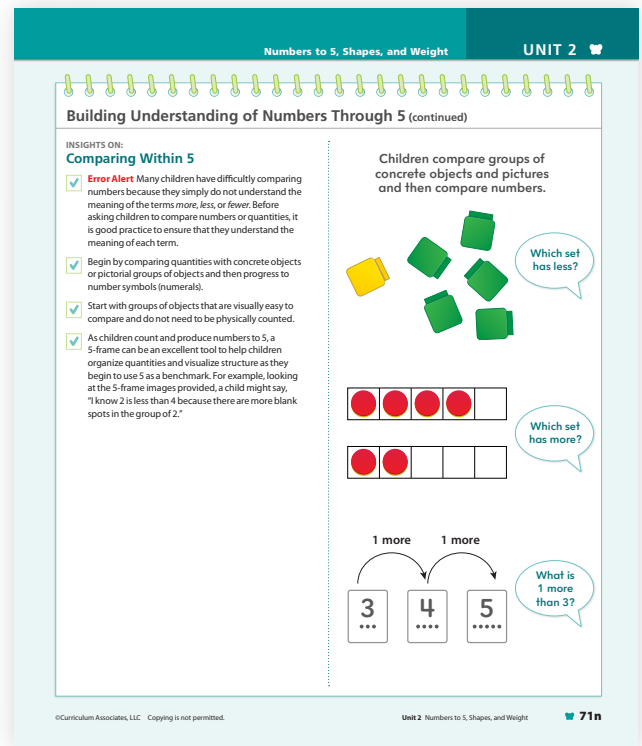 Numbers to 5, Shapes, and Weight
UNIT 2
Building Understanding of Numbers Through 5 (continued)
INSIGHTS ON:
Comparing Within 5
Error Alert Many children have difficultly comparing
numbers because they simply do not understand the
meaning of the terms more, less, or fewer. Before
asking children to compare numbers or quantities, it
is good practice to ensure that they understand the
meaning of each term.
Begin by comparing quantities with concrete objects
or pictorial groups of objects and then progress to
number symbols (numerals).
Start with groups of objects that are visually easy to
compare and do not need to be physically counted.
As children count and produce numbers to 5, a
5-frame can be an excellent tool to help children
organize quantities and visualize structure as they
begin to use 5 as a benchmark. For example, looking
at the 5-frame images provided, a child might say,
"I know 2 is less than 4 because there are more blank
spots in the group of 2."
Children compare groups of
concrete objects and pictures
and then compare numbers.
Which set
has less?
Which set
has more?
1 more 1 more
3 4 5
What is
1 more
than 3?
©Curriculum Associates, LLC Copying is not permitted.
Unit 2 Numbers to 5, Shapes, and Weight
71n